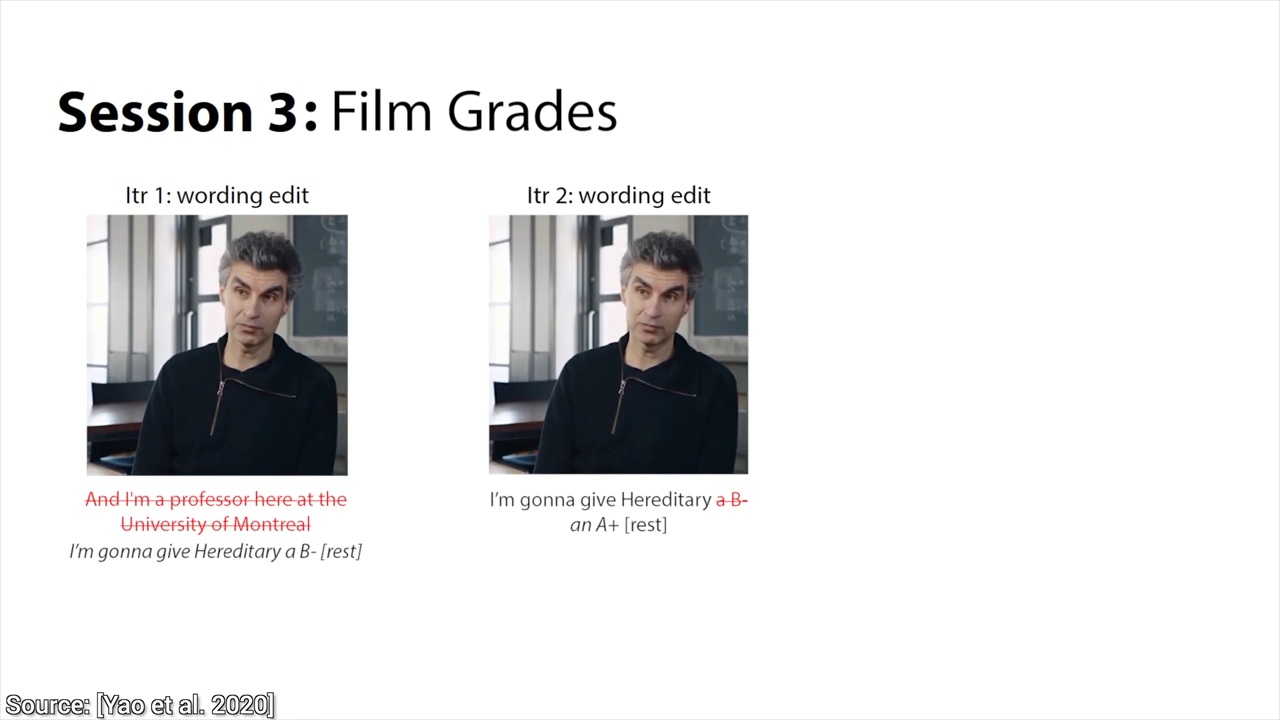 Session 3: Film Grades
Itr 1: wording edit
And I'm a professor here at the
University of Montreal
I'm gonna give Hereditary a B- [rest]
Itr 2: wording edit
I'm gonna give Hereditary a B-
an A+ [rest]
Source: [Yao et al. 2020]